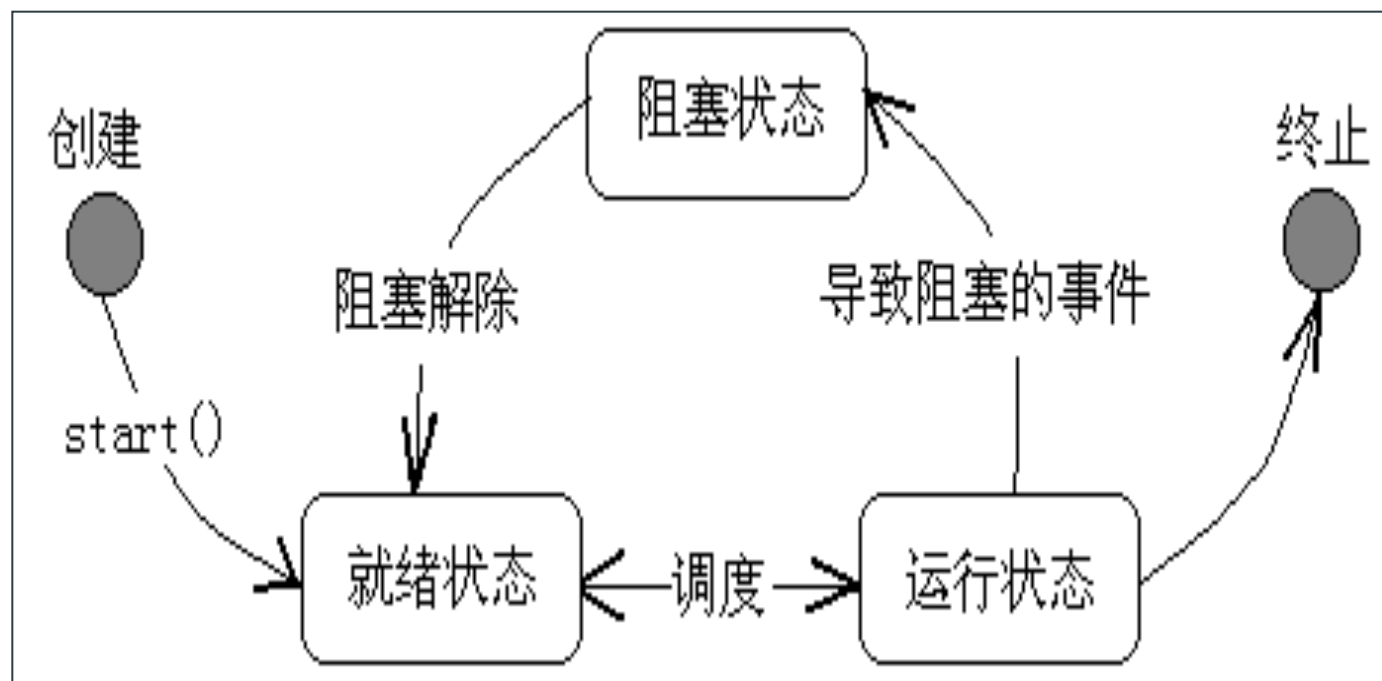 阻塞状态
创建
终止
阻塞解除
导致阻塞的事件
start()
就绪状态
调度
运行状态